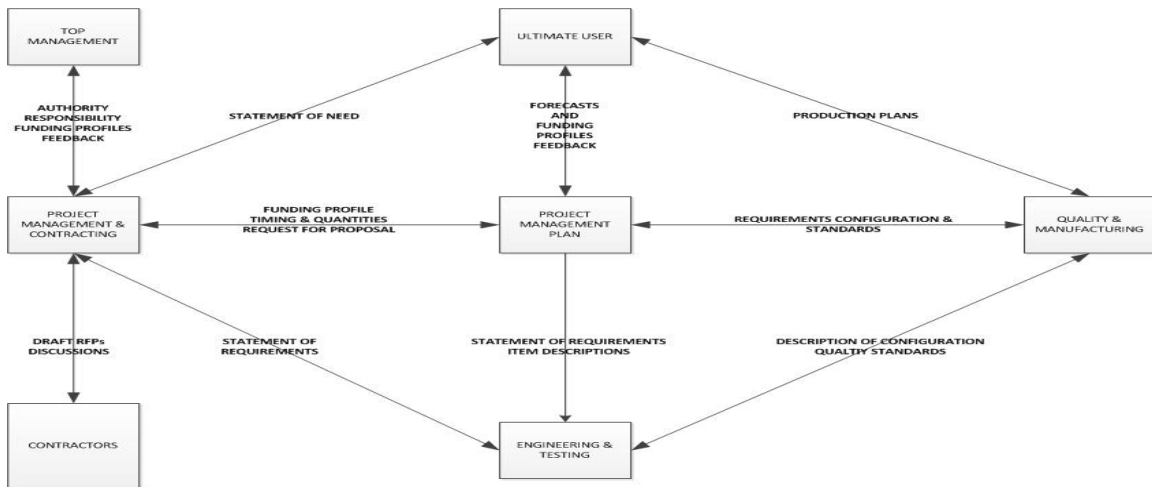 TOP
MANAGEMENT
ULTIMATE USER
AUTHORITY
RESPONSIBILITY
FUNDING PROFILES
FEEDBACK
STATEMENT OF NEED
FORECASTS
AND
FUNDING
PROFILES
FEEDBACK
PRODUCTION PLANS
PROJECT
MANAGEMENT &
CONTRACTING
FUNDING PROFILE
TIMING & QUANTITIES
REQUEST FOR PROPOSAL
PROJECT
MANAGEMENT
PLAN
REQUIREMENTS CONFIGURATION &
STANDARDS
QUALITY &
MANUFACTURING
DRAFT RFPs
DISCUSSIONS
STATEMENT OF
REQUIREMENTS
STATEMENT OF REQUIREMENTS
ITEM DESCRIPTIONS
DESCRIPTION OF CONFIGURATION
QUALTIY STANDARDS
CONTRACTORS
ENGINEERING &
TESTING